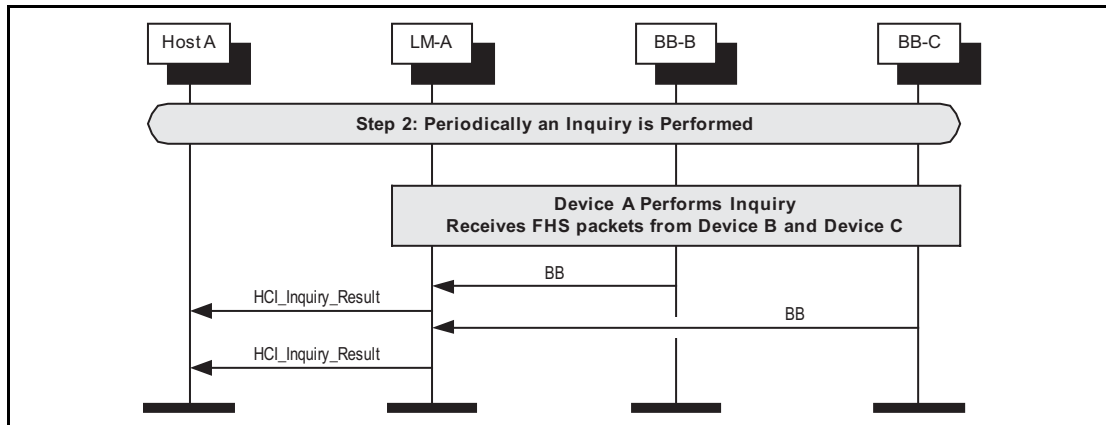 Host A
LM-A
BB-B
BB-C
Step 2: Periodically an Inquiry is Performed
Device A Performs Inquiry
Receives FHS packets from Device B and Device C
BB
HCI_Inquiry_Result
BB
HCI_Inquiry_Result